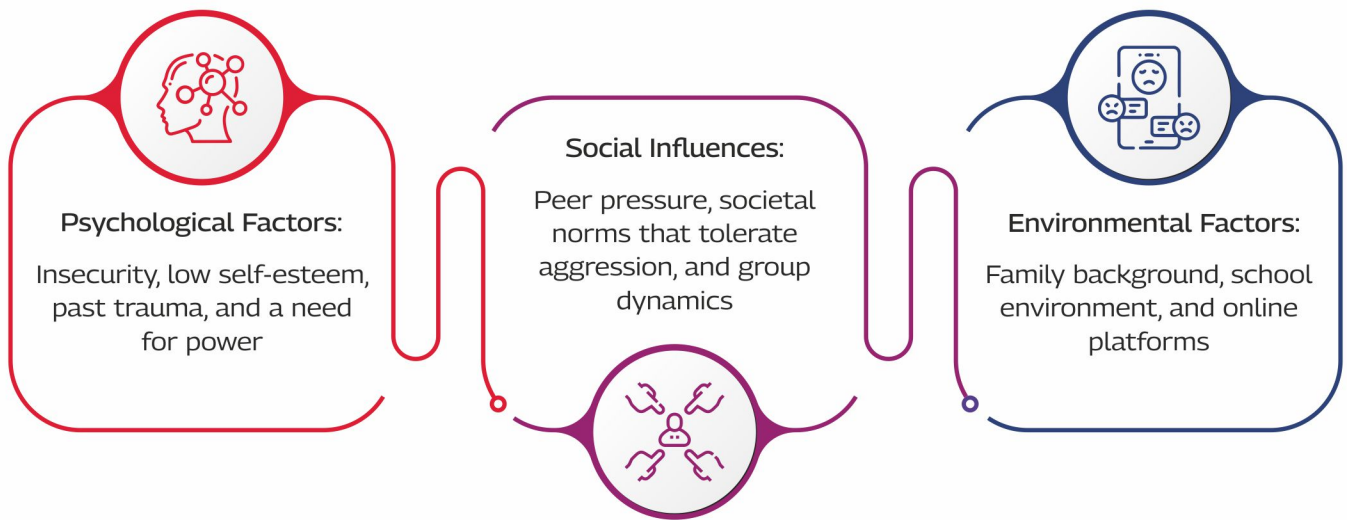 Psychological Factors:
Insecurity, low self-esteem,
past trauma, and a need
for power
Social Influences:
Peer pressure, societal
norms that tolerate
aggression, and group
dynamics
Environmental Factors:
Family background, school
environment, and online
platforms